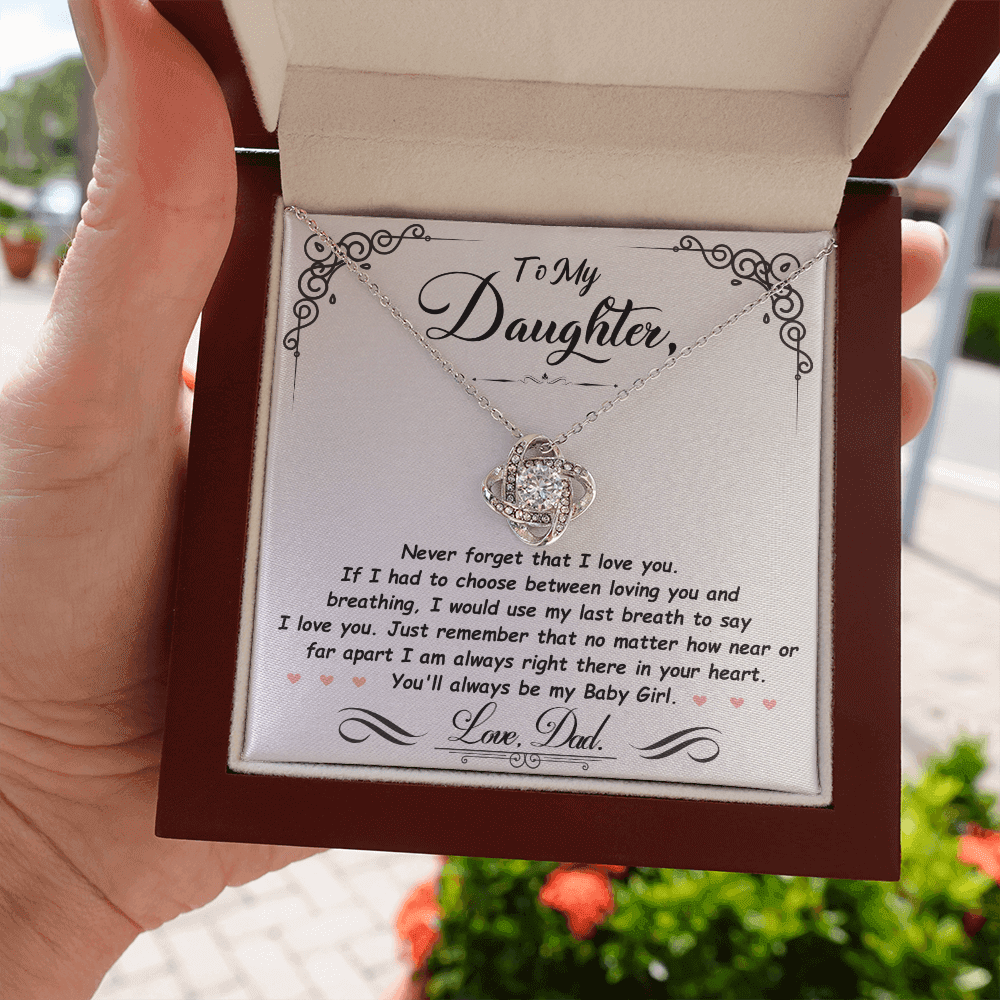 To My
Daughter,
Never forget that I love you.
If I had to choose between loving you and
breathing, I would use my last breath to say
I love you. Just remember that no matter how near or
far apart I am always right there in your heart.
You'll always be my Baby Girl.
Love, Dad.